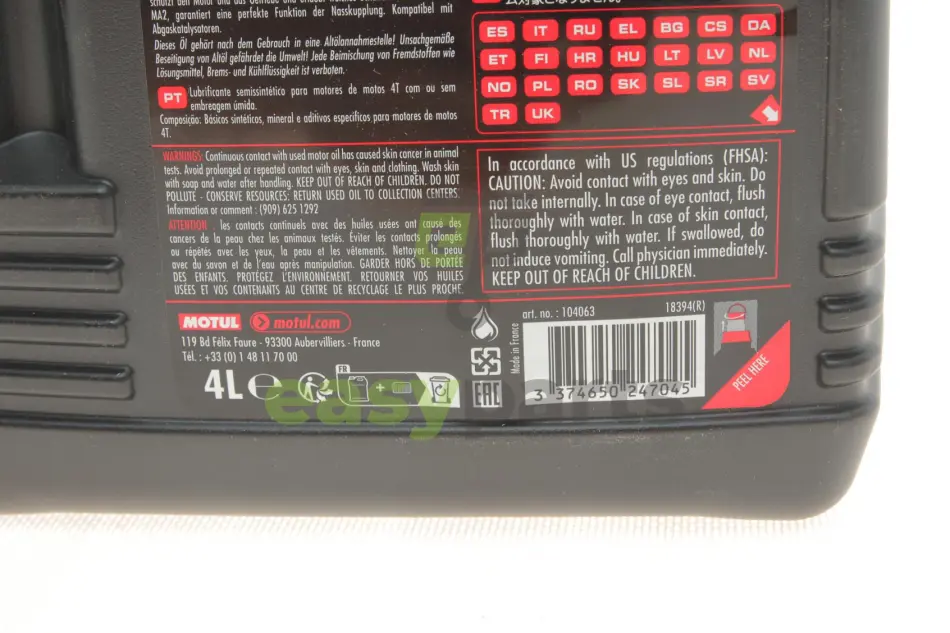 MA2, garantiert eine perfekte Funktion der Nasskupplung. Kompatibel mit
Abgaskatalysatoren.
Dieses Öl gehört nach dem Gebrauch in eine Altölannahmestelle! Unsachgemäße
Beseitigung von Altöl gefährdet die Umwelt! Jede Beimischung von Fremdstoffen wie
Lösungsmittel, Brems- und Kühlflüssigkeit ist verboten.
PT Lubrificante semissintético para motores de motos 4T com ou sem
embreagem úmida.
Composição: Básicos sintéticos, mineral e aditivos específicos para motores de motos
4T.
WARNINGS: Continuous contact with used motor oil has caused skin cancer in animal
tests. Avoid prolonged or repeated contact with eyes, skin and clothing. Wash skin
with soap and water after handling. KEEP OUT OF REACH OF CHILDREN. DO NOT
POLLUTE - CONSERVE RESOURCES: RETURN USED OIL TO COLLECTION CENTERS.
Information or comment : (909) 625 1292
ATTENTION : les contacts continuels avec des huiles usées ont causé des
cancers de la peau chez les animaux testés. Éviter les contacts prolongés
ou répétés avec les yeux, la peau et les vêtements. Nettoyer la peau
avec du savon et de l'eau après manipulation. GARDER HORS DE PORTÉE
DES ENFANTS. PROTÉGEZ L'ENVIRONNEMENT. RETOURNER VOS HUILES
USÉES ET VOS CONTENANTS AU CENTRE DE RECYCLAGE LE PLUS PROCHE.
MOTUL motul.com
119 Bd Félix Faure - 93300 Aubervilliers - France
Tél. : +33 (0) 1 48 11 70 00
4L
FR
ES IT RU EL BG CS DA
ET FI HR HU LT LV NL
NO PL RO SK SL SR SV
TR UK
In accordance with US regulations (FHSA):
CAUTION: Avoid contact with eyes and skin. Do
not take internally. In case of eye contact, flush
thoroughly with water. In case of skin contact,
flush thoroughly with water. If swallowed, do
not induce vomiting. Call physician immediately.
KEEP OUT OF REACH OF CHILDREN.
art. no. : 104063 18394(R)
Made in France
EAC
3 374650 247045
PEEL HERE
easyparts